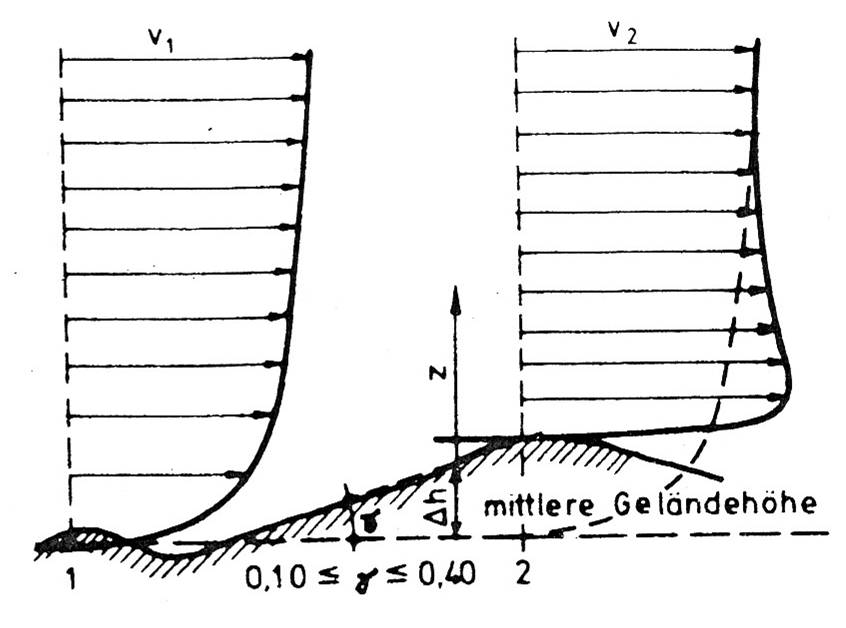 v₁
v₂
z
Δh
mittlere Geländehöhe
γ
1
0,10 ≤ γ ≤ 0,40
2